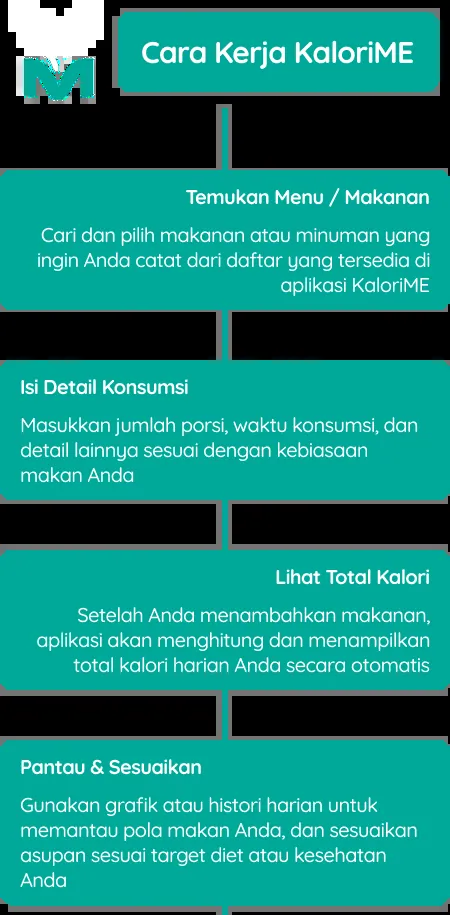 M
Cara Kerja KaloriME
Temukan Menu / Makanan
Cari dan pilih makanan atau minuman yang
ingin Anda catat dari daftar yang tersedia di
aplikasi KaloriME
Isi Detail Konsumsi
Masukkan jumlah porsi, waktu konsumsi, dan
detail lainnya sesuai dengan kebiasaan
makan Anda
Lihat Total Kalori
Setelah Anda menambahkan makanan,
aplikasi akan menghitung dan menampilkan
total kalori harian Anda secara otomatis
Pantau & Sesuaikan
Gunakan grafik atau histori harian untuk
memantau pola makan Anda, dan sesuaikan
asupan sesuai target diet atau kesehatan
Anda